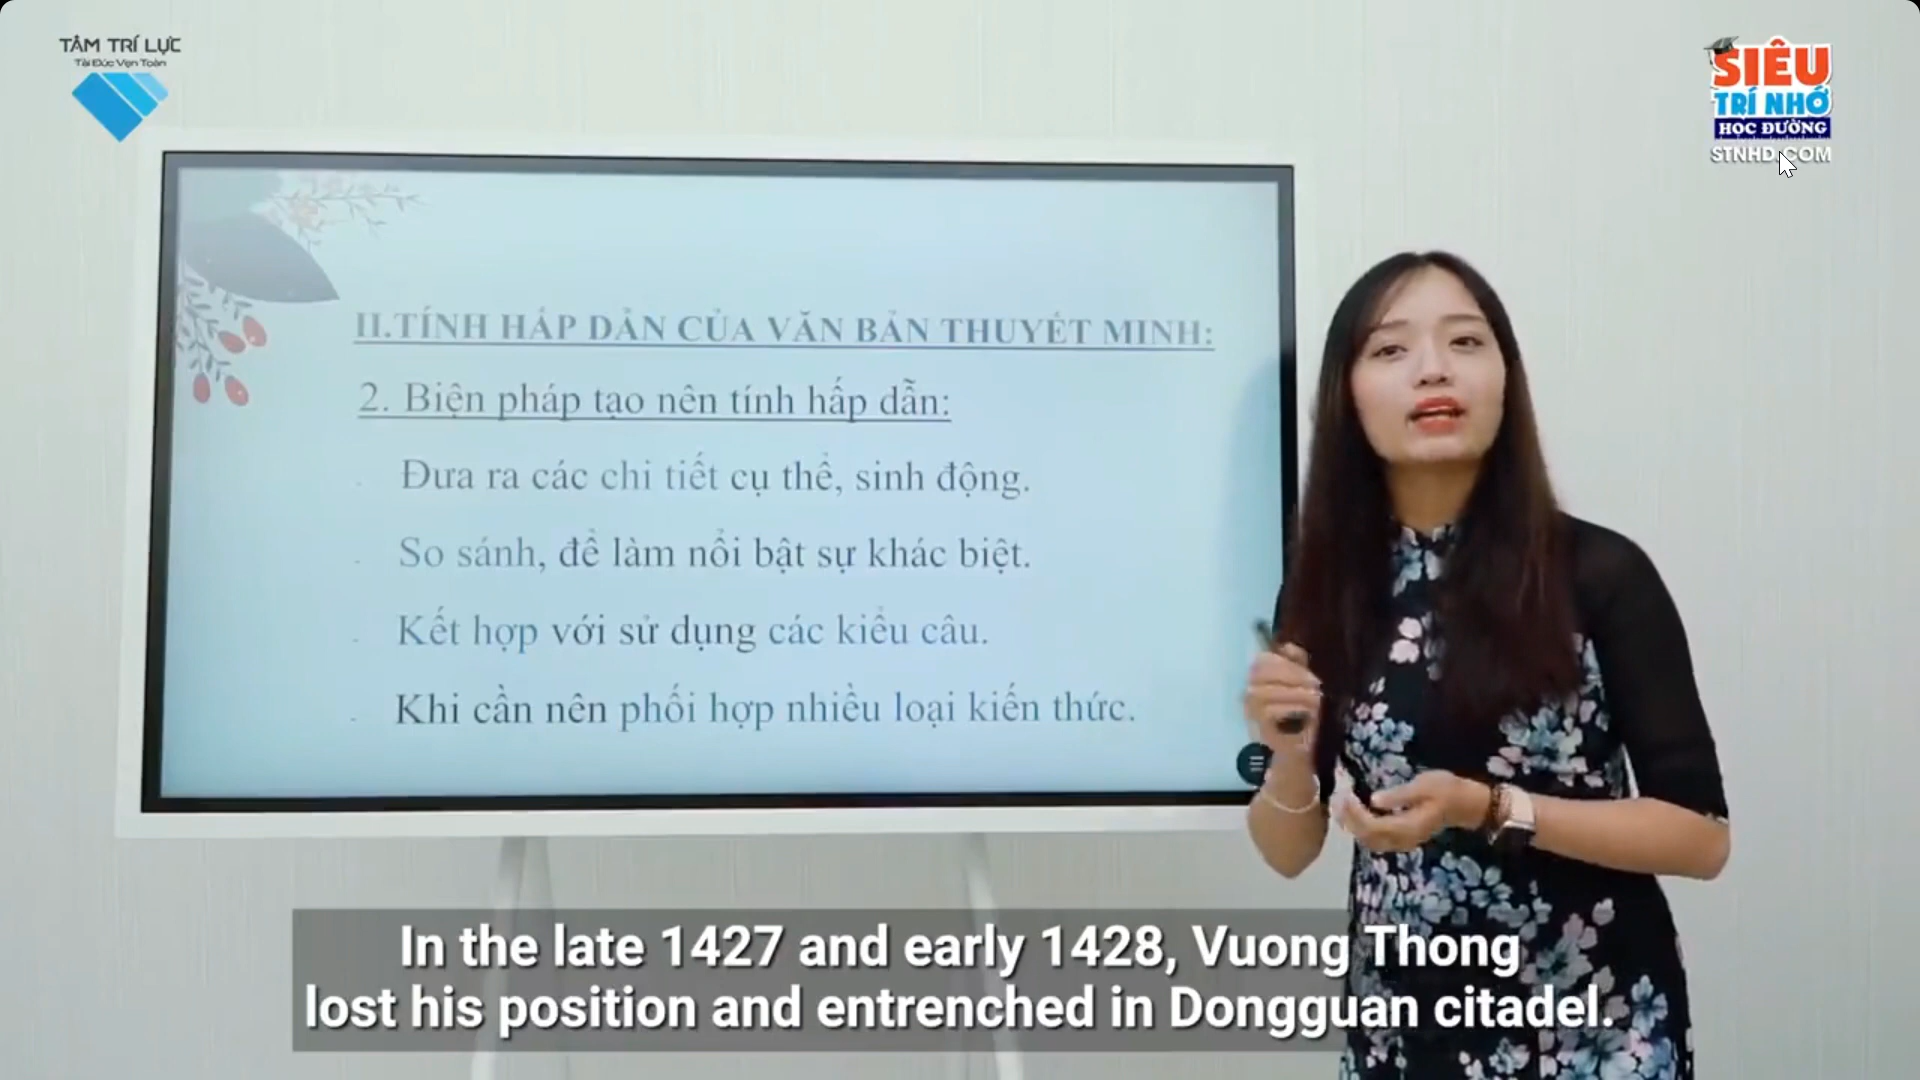 TÂM TRÍ LỰC
Tài Đức Vẹn Toàn
SIÊU
TRÍ NHỚ
HỌC ĐƯỜNG
STNHD.COM
II.TÍNH HẤP DẪN CỦA VĂN BẢN THUYẾT MINH:
2. Biện pháp tạo nên tính hấp dẫn:
Đưa ra các chi tiết cụ thể, sinh động.
So sánh, để làm nổi bật sự khác biệt.
Kết hợp với sử dụng các kiểu câu.
Khi cần nên phối hợp nhiều loại kiến thức.
In the late 1427 and early 1428, Vuong Thong
lost his position and entrenched in Dongguan citadel.